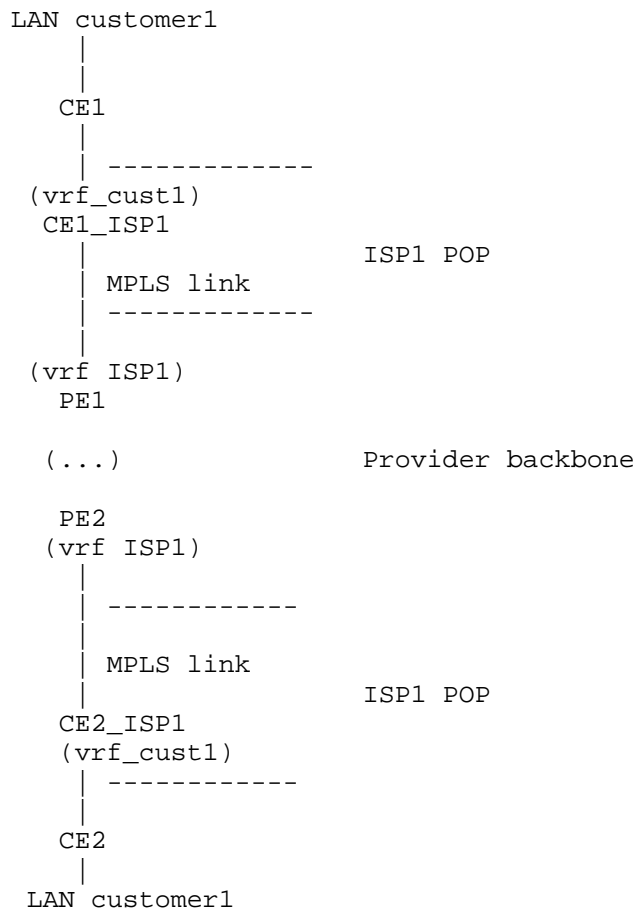 LAN customer1
CE1
-------------
(vrf_cust1)
CE1_ISP1
ISP1 POP
MPLS link
-------------
(vrf ISP1)
PE1
(...) Provider backbone
PE2
(vrf ISP1)
------------
MPLS link
ISP1 POP
CE2_ISP1
(vrf_cust1)
------------
CE2
LAN customer1